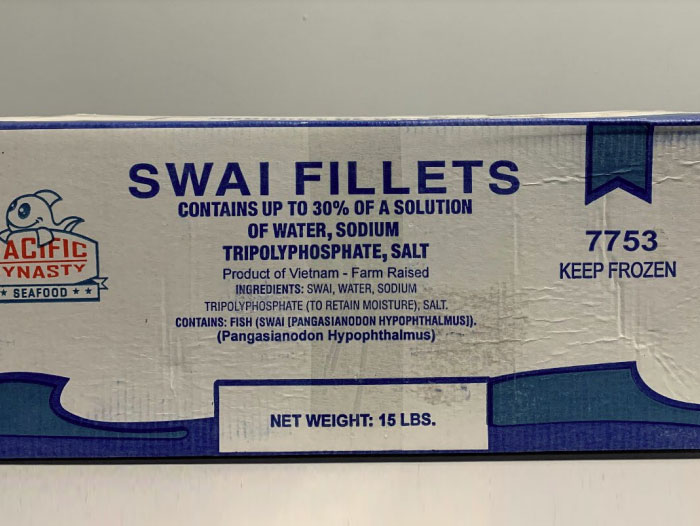 SWAI FILLETS
CONTAINS UP TO 30% OF A SOLUTION
OF WATER, SODIUM
TRIPOLYPHOSPHATE, SALT
Product of Vietnam - Farm Raised
INGREDIENTS: SWAI, WATER, SODIUM
TRIPOLYPHOSPHATE (TO RETAIN MOISTURE), SALT.
CONTAINS: FISH (SWAI [PANGASIANODON HYPOPHTHALMUS]).
(Pangasianodon Hypophthalmus)
NET WEIGHT: 15 LBS.
ACIFIC
YNASTY
SEAFOOD
7753
KEEP FROZEN